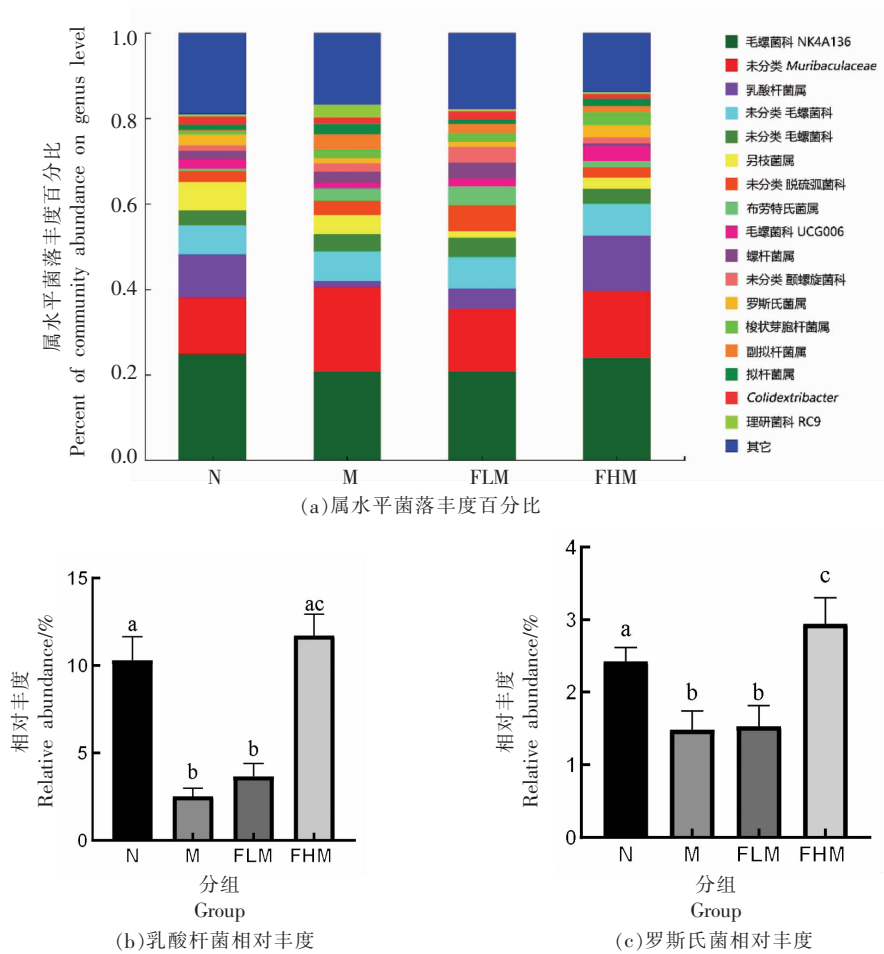 属水平菌落丰度百分比
Percent of community abundance on genus level
1.0
0.8
0.6
0.4
0.2
0.0
N M FLM FHM
毛螺菌科 NK4A136
未分类 Muribaculaceae
乳酸杆菌属
未分类 毛螺菌科
未分类 毛螺菌科
另枝菌属
未分类 脱硫弧菌科
布劳特氏菌属
毛螺菌科 UCG006
螺杆菌属
未分类 颤螺旋菌科
罗斯氏菌属
梭状芽胞杆菌属
副拟杆菌属
拟杆菌属
Colidextribacter
理研菌科 RC9
其它
(a)属水平菌落丰度百分比
相对丰度/%
Relative abundance/%
15
10
5
0
a
b
b
ac
N M FLM FHM
分组
Group
(b)乳酸杆菌相对丰度
相对丰度
Relative abundance/%
4
3
2
1
0
a
b
b
c
N M FLM FHM
分组
Group
(c)罗斯氏菌相对丰度